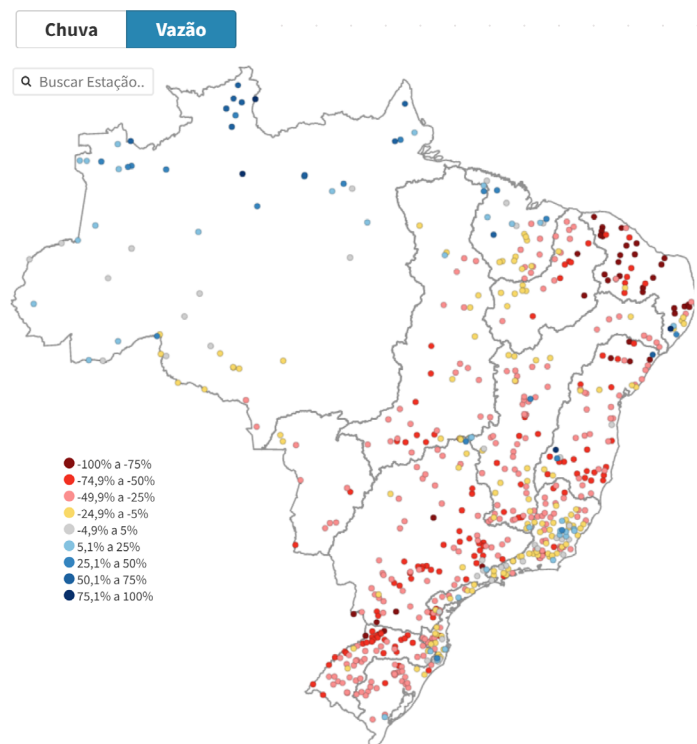 Chuva
Vazão
Buscar Estação..
-100% a -75%
-74,9% a -50%
-49,9% a -25%
-24,9% a -5%
-4,9% a 5%
5,1% a 25%
25,1% a 50%
50,1% a 75%
75,1% a 100%